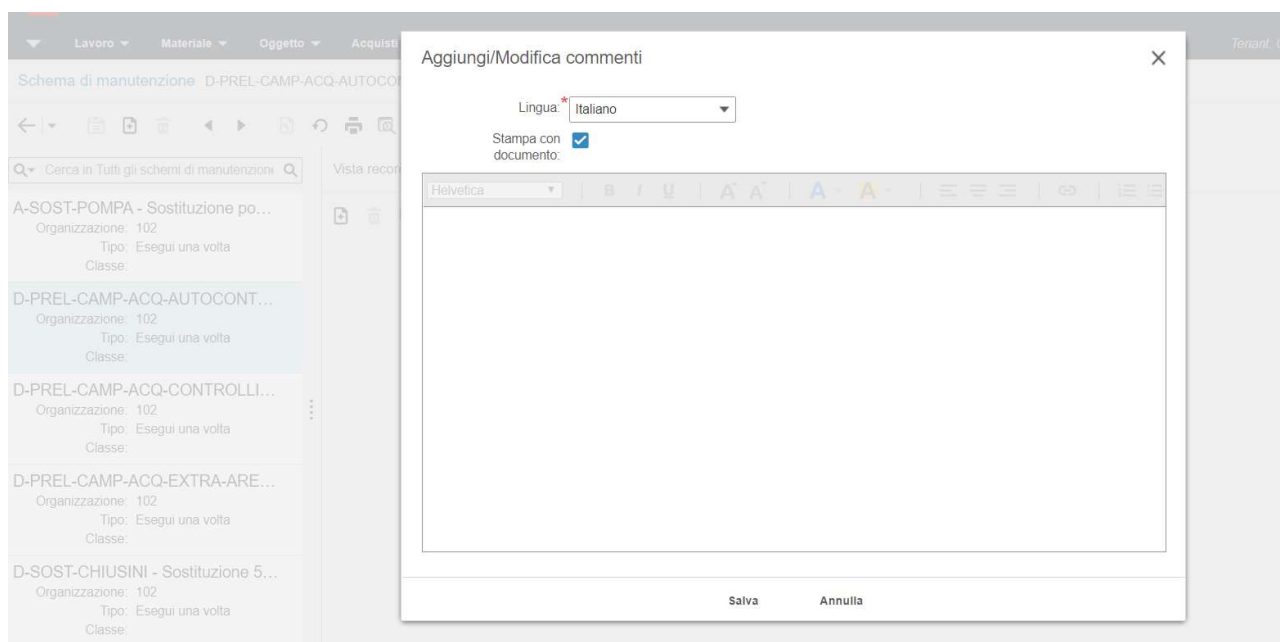 Lavoro Materiale Oggetto Acquisti
Tenant:
Schema di manutenzione D-PREL-CAMP-ACQ-AUTOCO
Cerca in Tutti gli schemi di manutenzione
Vista recor
A-SOST-POMPA - Sostituzione po...
Organizzazione: 102
Tipo: Esegui una volta
Classe:
D-PREL-CAMP-ACQ-AUTOCONT...
Organizzazione: 102
Tipo: Esegui una volta
Classe:
D-PREL-CAMP-ACQ-CONTROLLI...
Organizzazione: 102
Tipo: Esegui una volta
Classe:
D-PREL-CAMP-ACQ-EXTRA-ARE...
Organizzazione: 102
Tipo: Esegui una volta
Classe:
D-SOST-CHIUSINI - Sostituzione 5...
Organizzazione: 102
Tipo: Esegui una volta
Classe:
Aggiungi/Modifica commenti
Lingua:* Italiano
Stampa con
documento:
Helvetica B I U A A A A
Salva Annulla